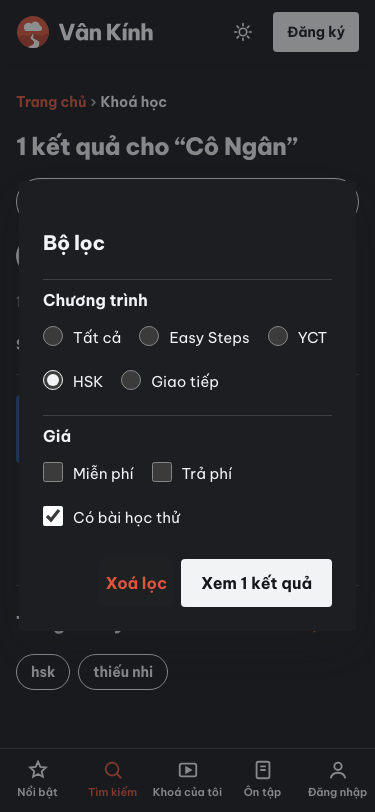 Vân Kính
Đăng ký
Trang chủ › Khoá học
1 kết quả cho “Cô Ngân”
Bộ lọc
Chương trình
Tất cả Easy Steps YCT
HSK Giao tiếp
Giá
Miễn phí Trả phí
Có bài học thử
Xoá lọc Xem 1 kết quả
hsk thiếu nhi
Nổi bật Tìm kiếm Khoá của tôi Ôn tập Đăng nhập